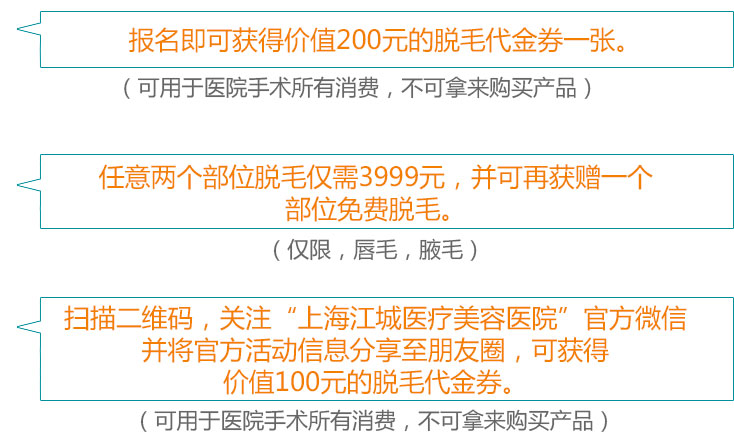 报名即可获得价值200元的脱毛代金券一张。
（可用于医院手术所有消费，不可拿来购买产品）
任意两个部位脱毛仅需3999元，并可再获赠一个
部位免费脱毛。
（仅限，唇毛，腋毛）
扫描二维码，关注“上海江城医疗美容医院”官方微信
并将官方活动信息分享至朋友圈，可获得
价值100元的脱毛代金券。
（可用于医院手术所有消费，不可拿来购买产品）